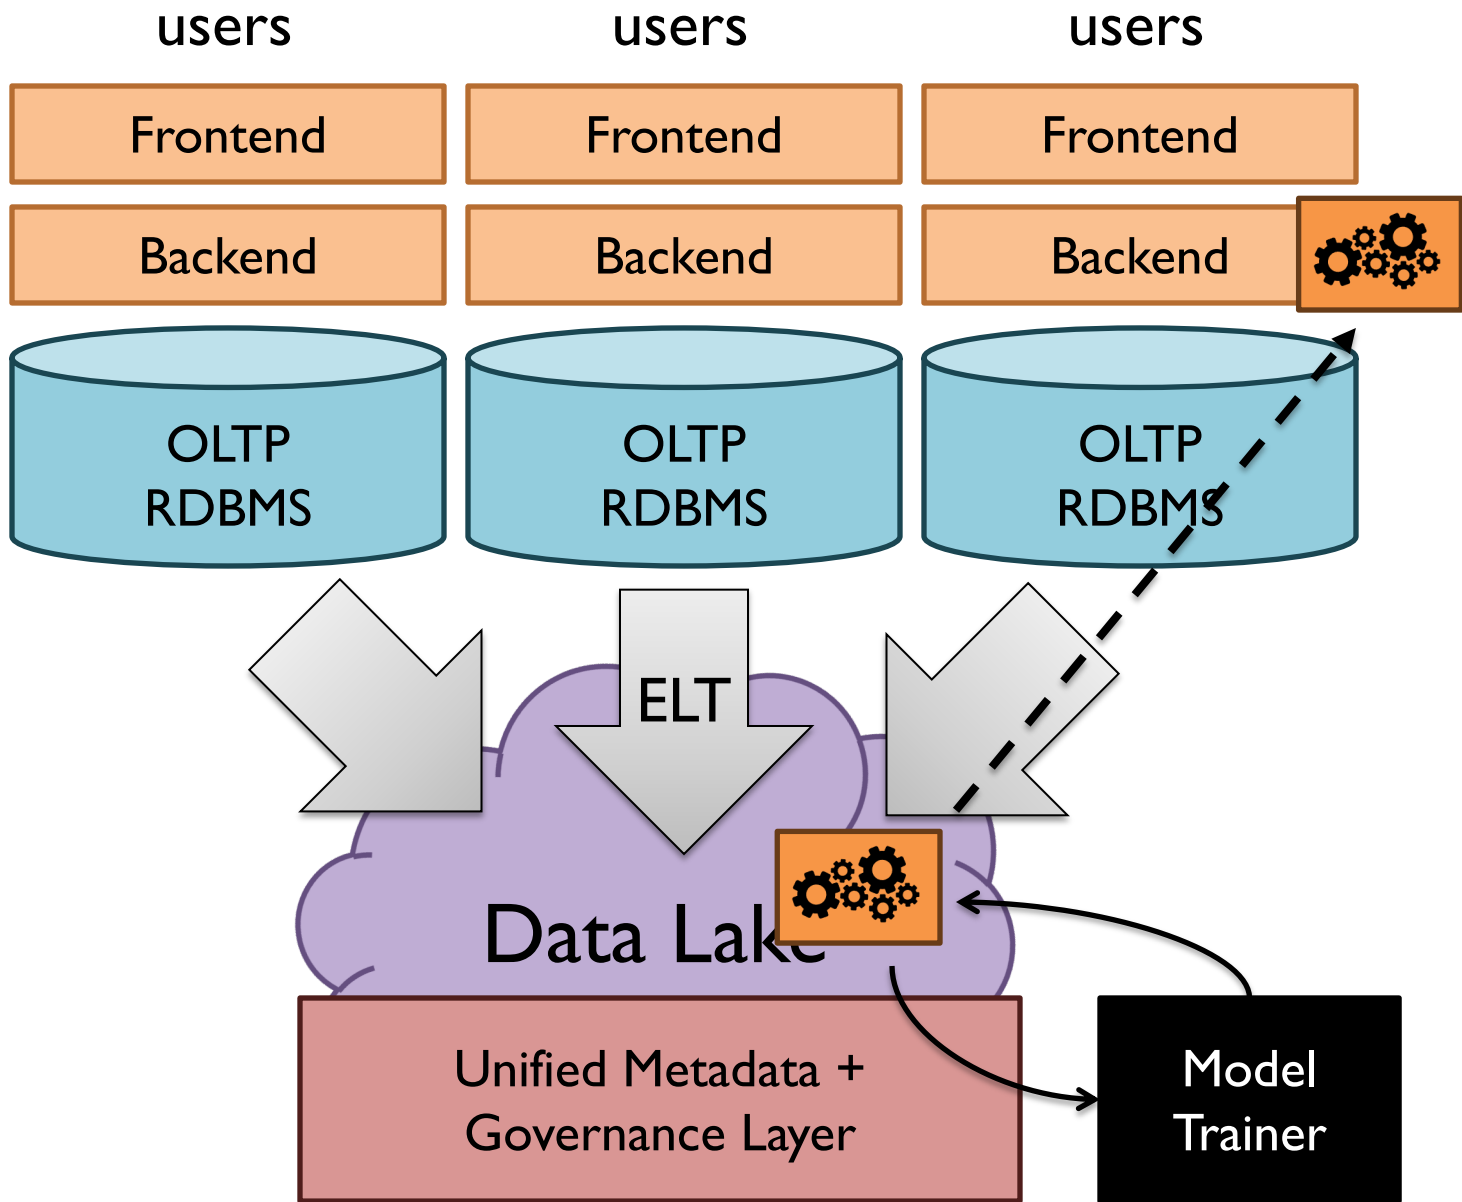 users
users
users
Frontend
Frontend
Frontend
Backend
Backend
Backend
OLTP
RDBMS
OLTP
RDBMS
OLTP
RDBMS
ELT
Data Lake
Unified Metadata +
Governance Layer
Model
Trainer